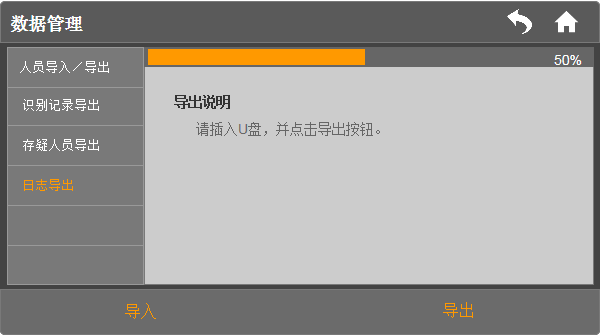 数据管理
人员导入／导出
50%
识别记录导出
导出说明
请插入U盘，并点击导出按钮。
存疑人员导出
日志导出
导入
导出